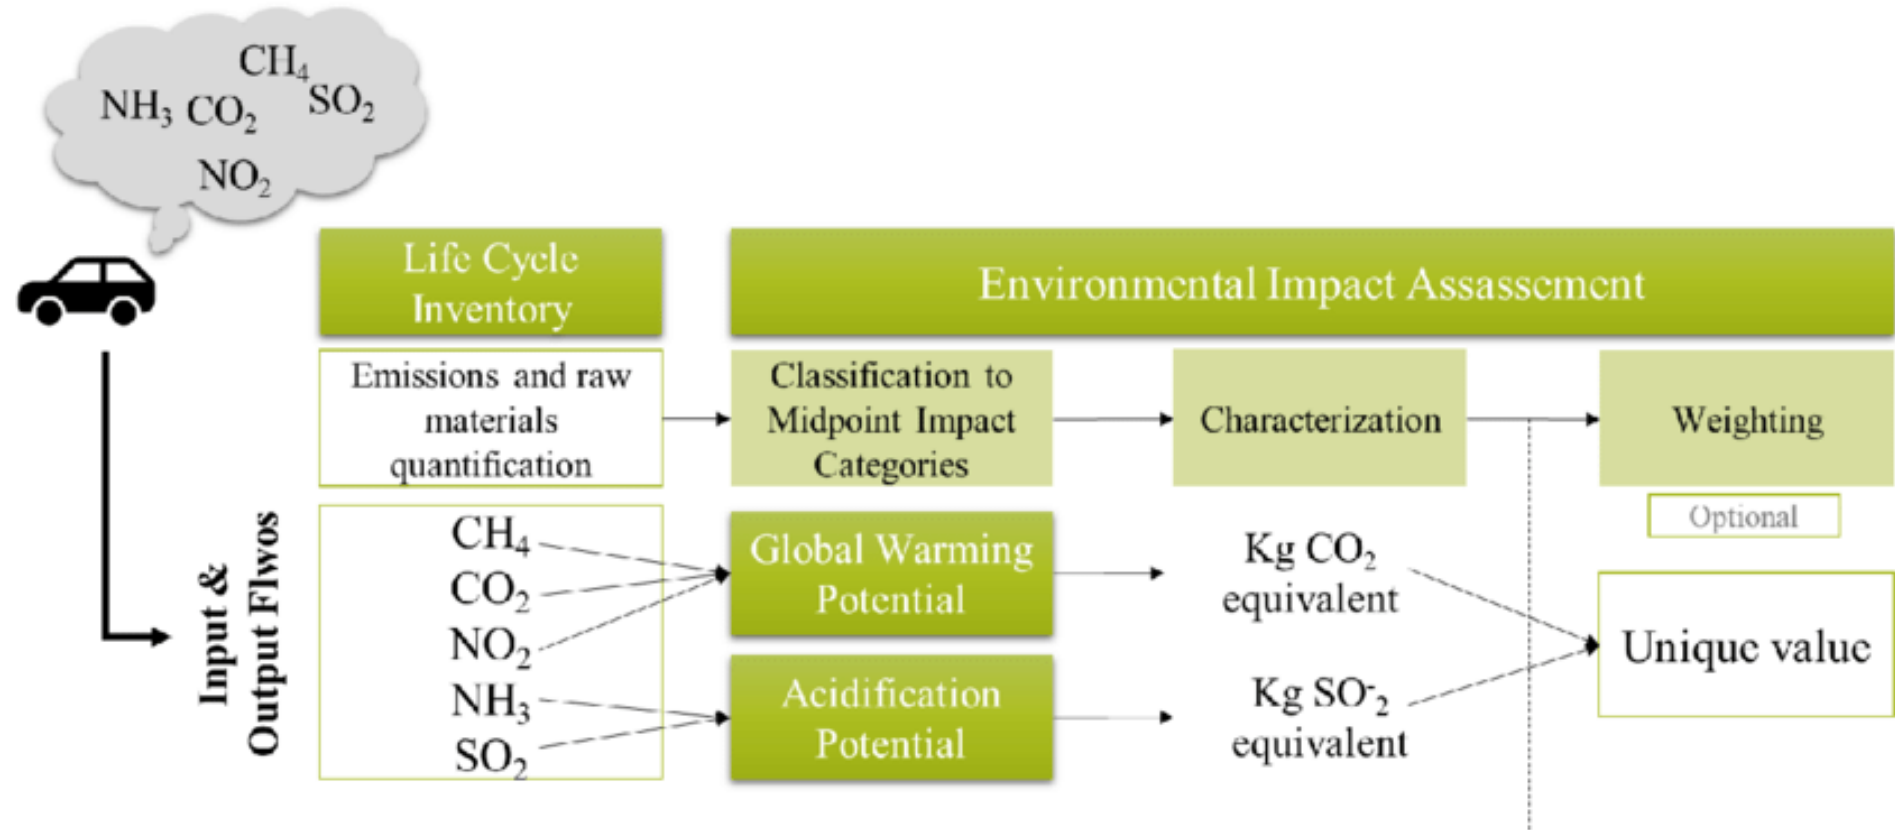 CH₄
NH₃ CO₂ SO₂
NO₂
Life Cycle
Inventory
Environmental Impact Assassement
Emissions and raw
materials
quantification
Classification to
Midpoint Impact
Categories
Characterization
Weighting
Optional
Input &
Output Flwos
CH₄
CO₂
NO₂
NH₃
SO₂
Global Warming
Potential
Acidification
Potential
Kg CO₂
equivalent
Kg SO⁻₂
equivalent
Unique value